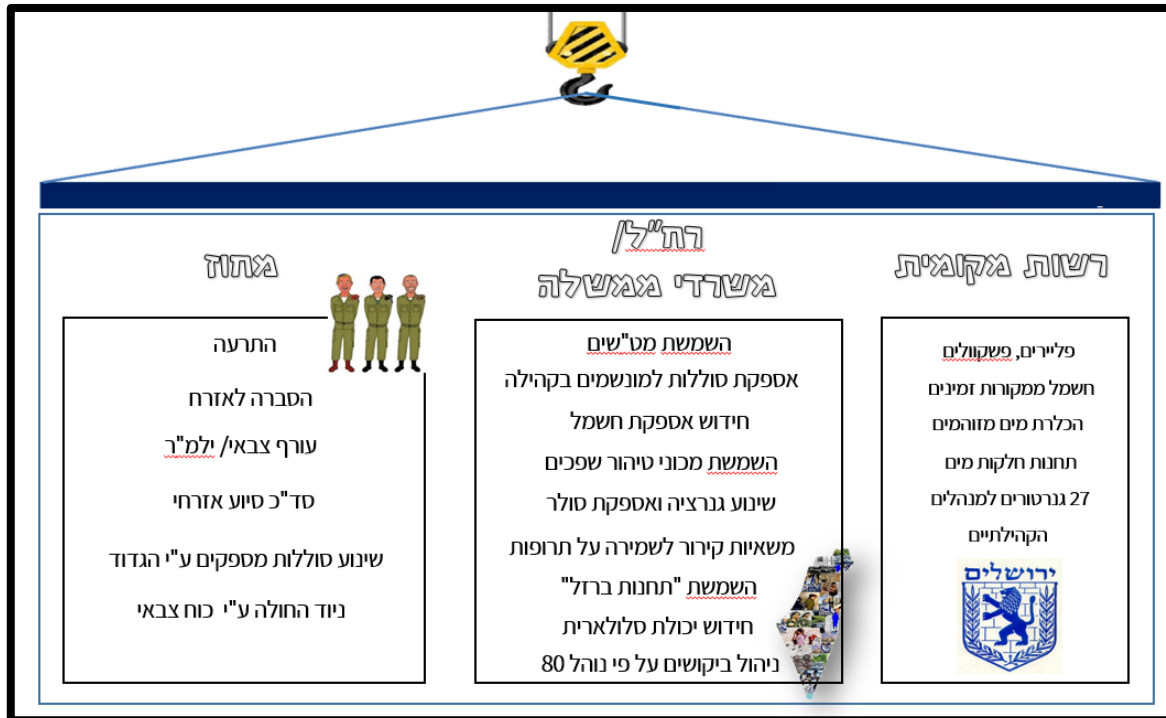 רשות מקומית
פליירים, פשקוולים
חשמל ממקורות זמינים
הכלרת מים מזוהמים
תחנות חלקות מים
27 גנרטורים למנהלים
הקהילתיים
ירושלים
רח"ל/
משרדי ממשלה
השמשת מט"שים
אספקת סוללות למונשמים בקהילה
חידוש אספקת חשמל
השמשת מכוני טיהור שפכים
שינוע גנרציה ואספקת סולר
משאיות קירור לשמירה על תרופות
השמשת "תחנות ברזל"
חידוש יכולת סלולארית
ניהול ביקושים על פי נוהל 80
מחוז
התרעה
הסברה לאזרח
עורף צבאי/ ילמ"ר
סד"כ סיוע אזרחי
שינוע סוללות מספקים ע"י הגדוד
ניוד החולה ע"י כוח צבאי